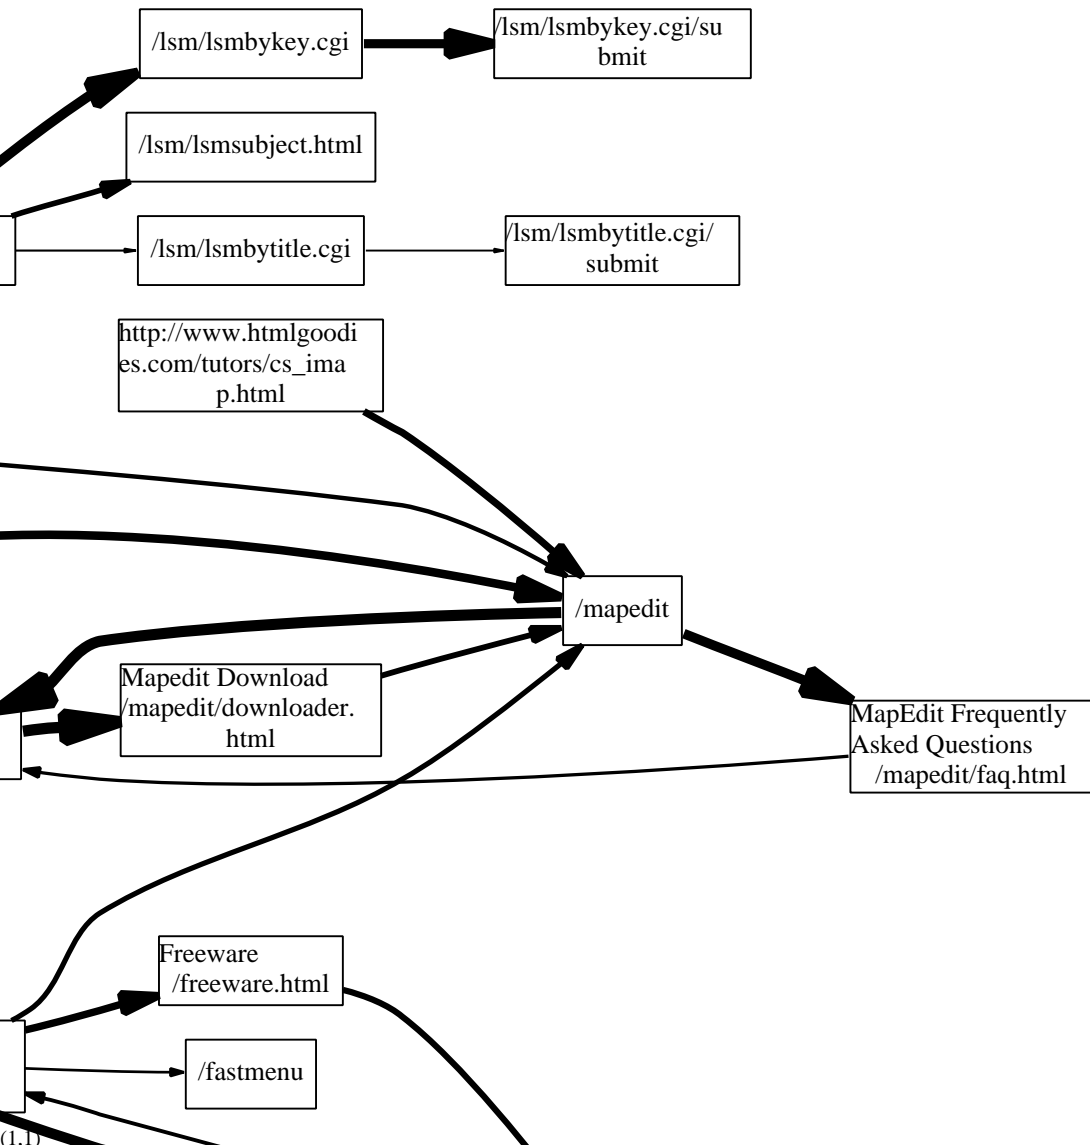 /lsm/lsmbykey.cgi
/lsm/lsmbykey.cgi/su
bmit
/lsm/lsmsubject.html
/lsm/lsmbytitle.cgi
/lsm/lsmbytitle.cgi/
submit
http://www.htmlgoodi
es.com/tutors/cs_ima
p.html
/mapedit
Mapedit Download
/mapedit/downloader.
html
MapEdit Frequently
Asked Questions
/mapedit/faq.html
Freeware
/freeware.html
/fastmenu
(1,1)